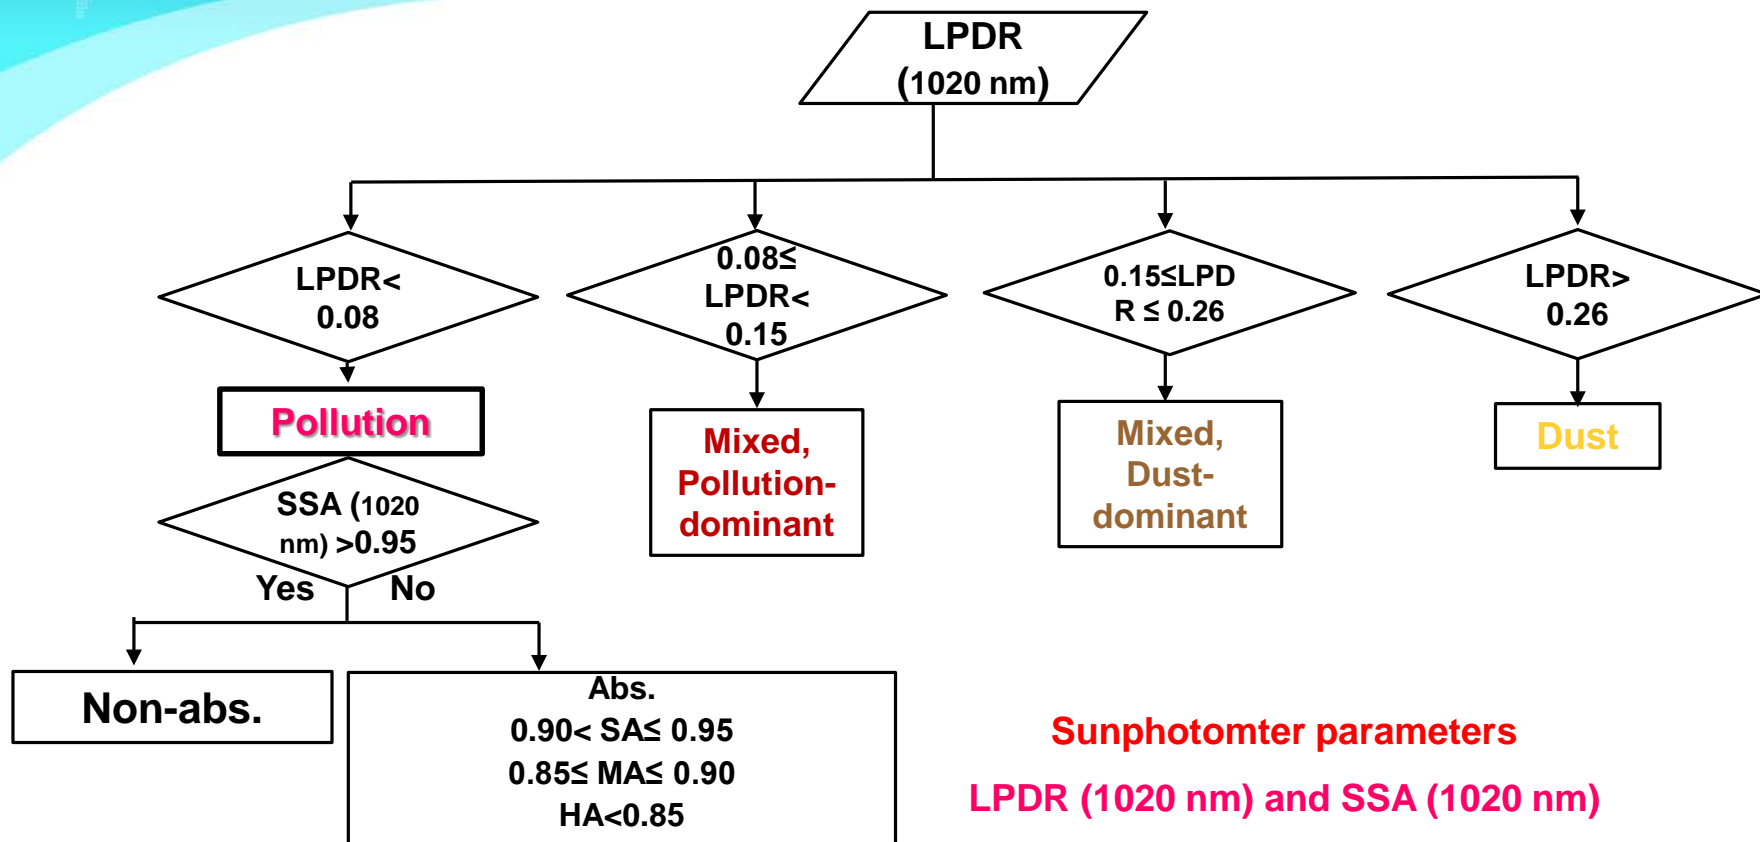 LPDR
(1020 nm)
LPDR<
0.08
0.08≤
LPDR<
0.15
0.15≤LPD
R ≤ 0.26
LPDR>
0.26
Pollution
Mixed,
Pollution-
dominant
Mixed,
Dust-
dominant
Dust
SSA (1020
nm) >0.95
Yes No
Non-abs.
Abs.
0.90< SA≤ 0.95
0.85≤ MA≤ 0.90
HA<0.85
Sunphotomter parameters
LPDR (1020 nm) and SSA (1020 nm)